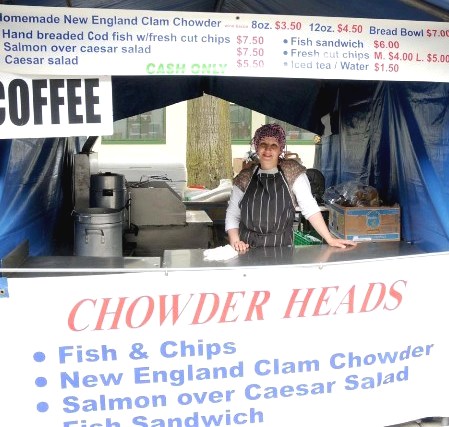 Homemade New England Clam Chowder 8oz. $3.50 12oz. $4.50 Bread Bowl $7.00
Hand breaded Cod fish w/fresh cut chips $7.50
Salmon over caesar salad $7.50
Caesar salad $5.50
CASH ONLY
• Fish sandwich $6.00
• Fresh cut chips M. $4.00 L. $5.00
• Iced tea / Water $1.50
COFFEE
CHOWDER HEADS
• Fish & Chips
• New England Clam Chowder
• Salmon over Caesar Salad
Fish Sandwich